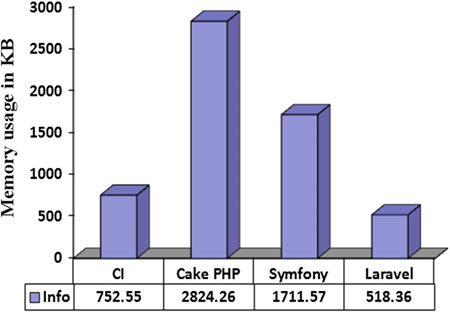 Memory usage in KB
3000
2500
2000
1500
1000
500
0
CI Cake PHP Symfony Laravel
Info 752.55 2824.26 1711.57 518.36